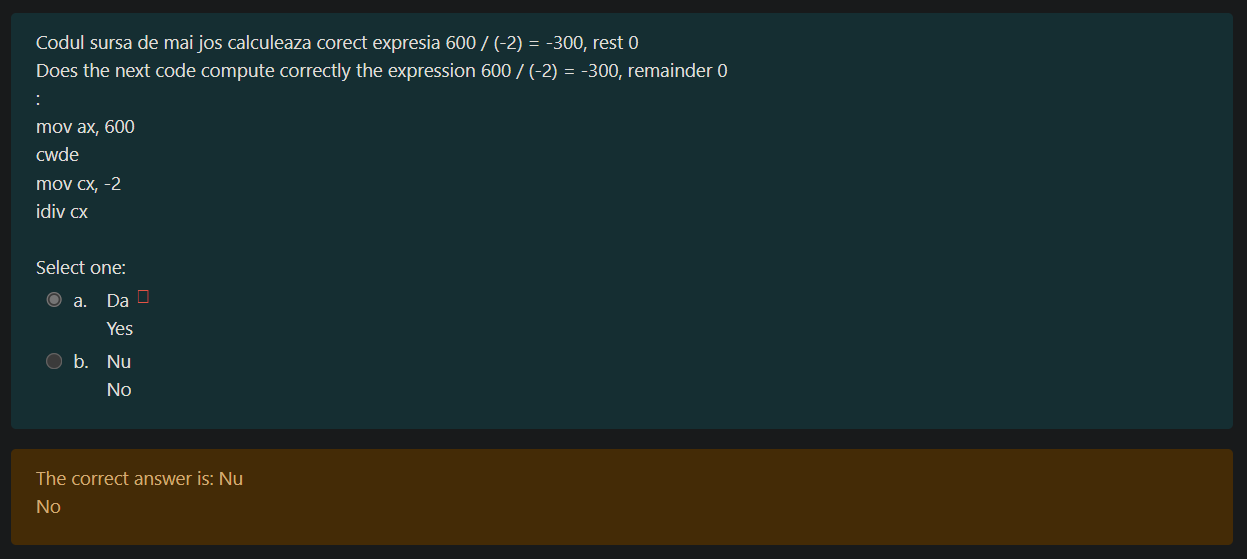 Codul sursa de mai jos calculeaza corect expresia 600 / (-2) = -300, rest 0
Does the next code compute correctly the expression 600 / (-2) = -300, remainder 0
:
mov ax, 600
cwde
mov cx, -2
idiv cx
Select one:
a. Da
Yes
b. Nu
No
The correct answer is: Nu
No